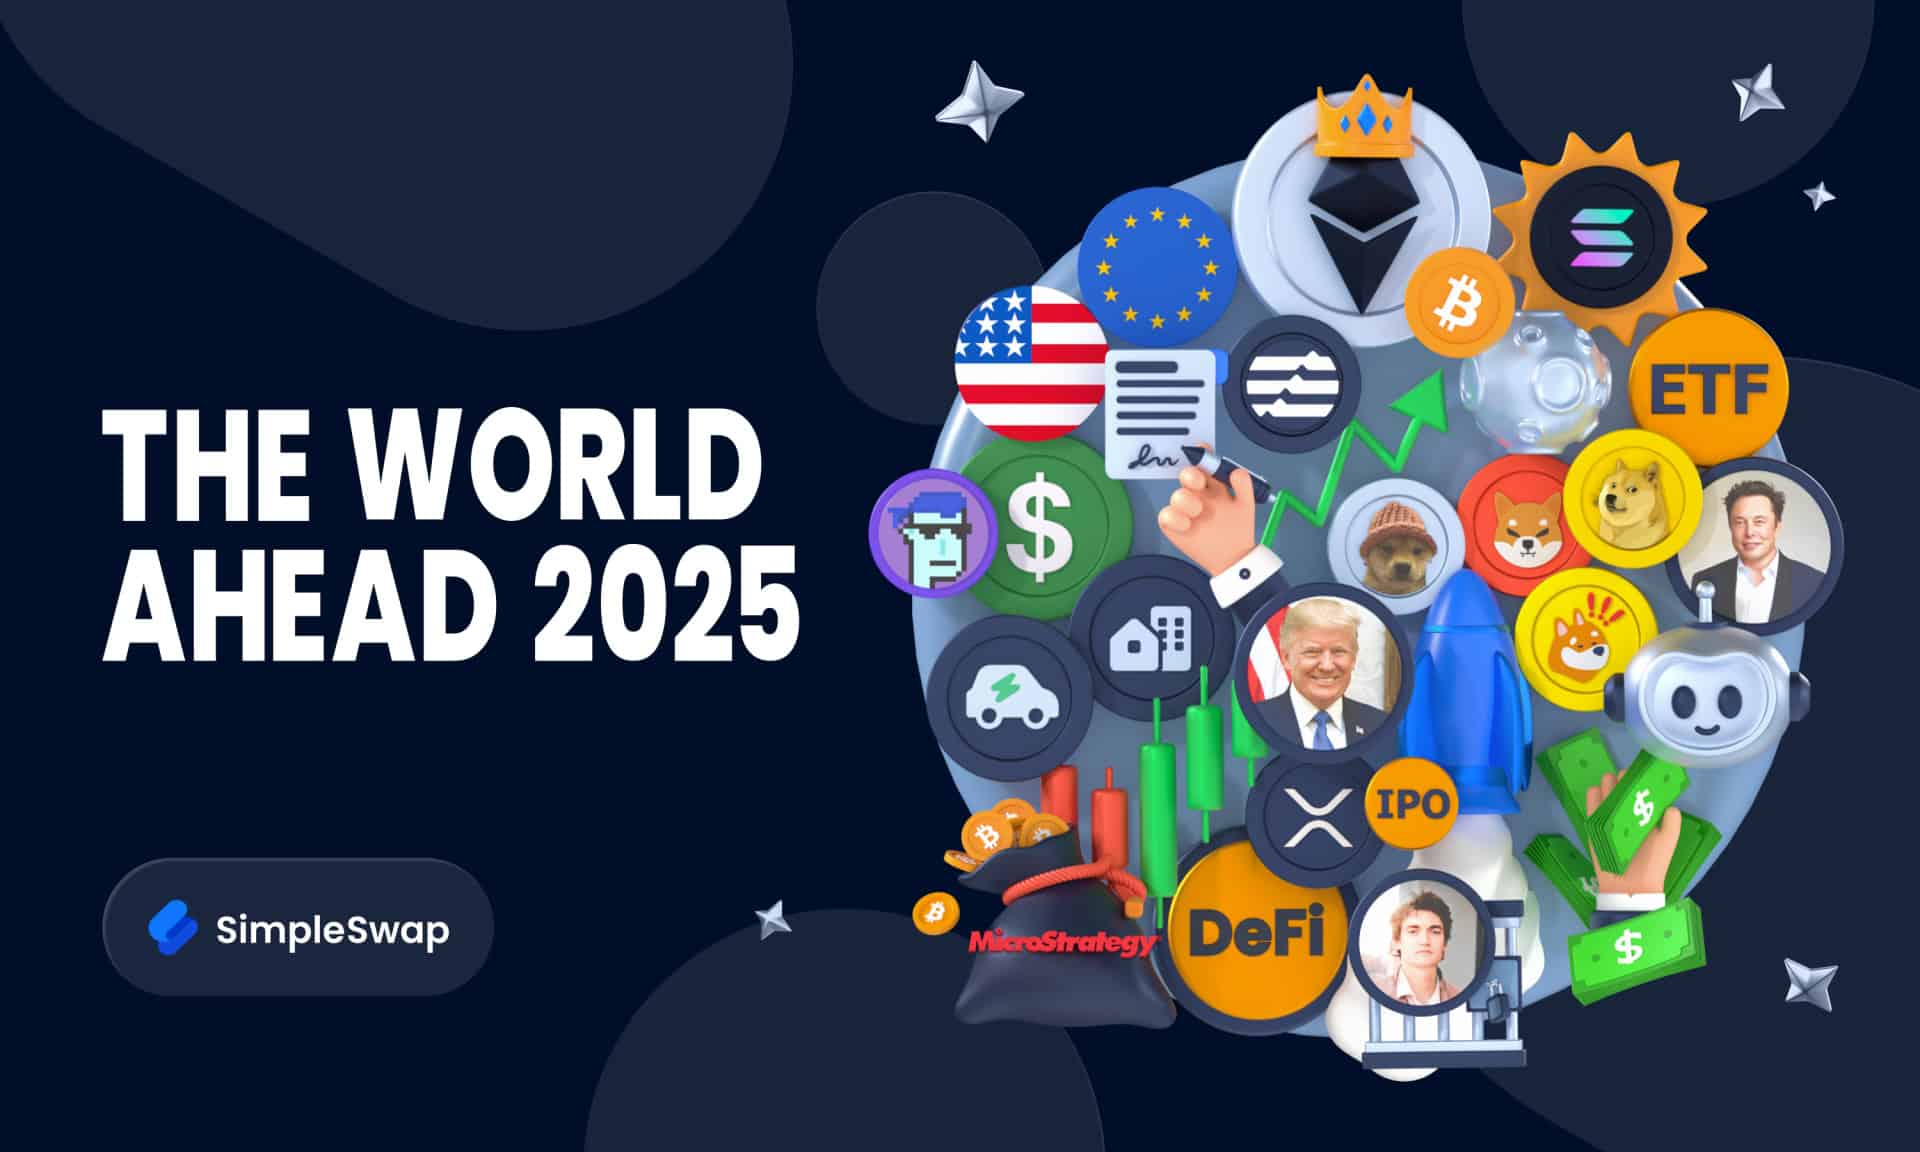 THE WORLD
AHEAD 2025
SimpleSwap
ETF
$
IPO
MicroStrategy
DeFi
$
$